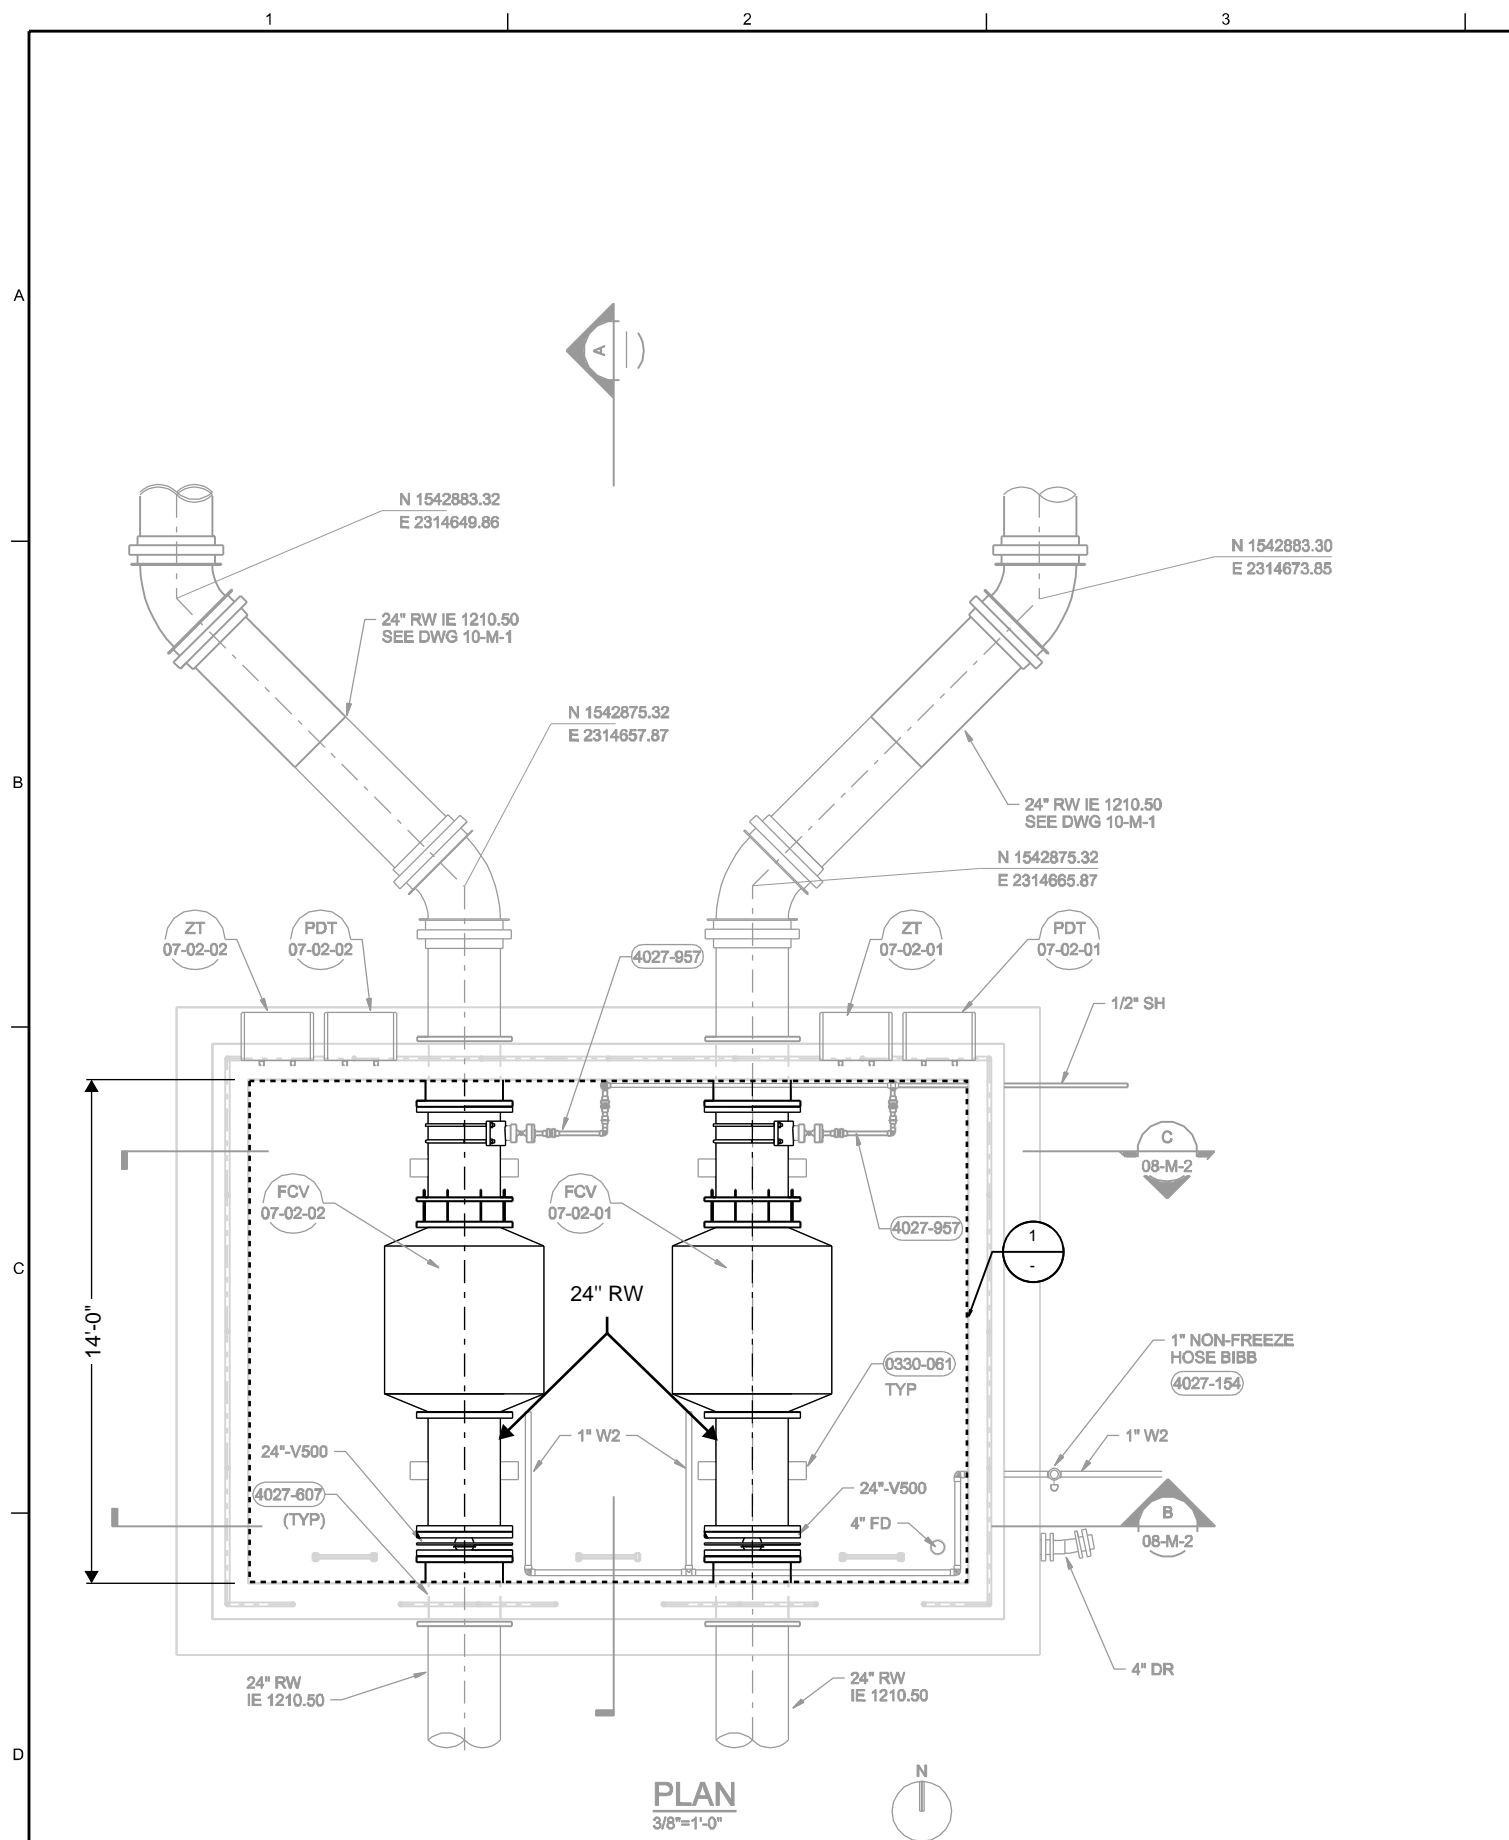 1
2
3
A
A
N 1542883.32
E 2314649.86
N 1542883.30
E 2314673.85
24" RW IE 1210.50
SEE DWG 10-M-1
N 1542875.32
E 2314657.87
B
24" RW IE 1210.50
SEE DWG 10-M-1
N 1542875.32
E 2314665.87
ZT
07-02-02
PDT
07-02-02
ZT
07-02-01
PDT
07-02-01
4027-957
1/2" SH
C
08-M-2
FCV
07-02-02
FCV
07-02-01
4027-957
1
-
C
24" RW
14'-0"
1" NON-FREEZE
HOSE BIBB
4027-154
0330-061
TYP
24"-V500
1" W2
1" W2
4027-607
(TYP)
24"-V500
4" FD
B
08-M-2
4" DR
24" RW
IE 1210.50
24" RW
IE 1210.50
D
PLAN
3/8"=1'-0"
N